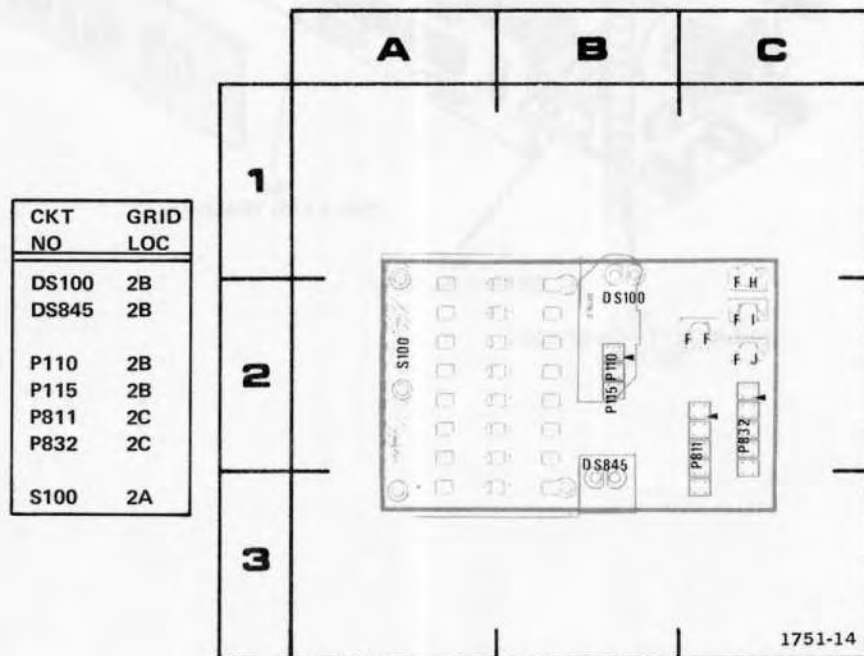 A B C
1
2
3
CKT GRID
NO LOC
DS100 2B
DS845 2B
P110 2B
P115 2B
P811 2C
P832 2C
S100 2A
F H
DS100
F I
F F
F J
S100
P110
P115
P811
P832
DS845
1751-14